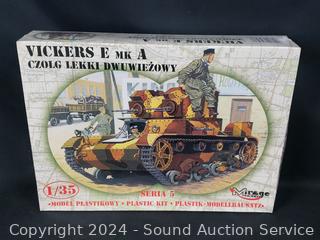 VICKERS E MK A
CZOŁG LEKKI DWUWIEŻOWY
1/35
SERIA 5
Mirage
•MODEL PLASTIKOWY • PLASTIC KIT • PLASTIK-MODELLBAUSATZ•
Copyright 2024 - Sound Auction Service